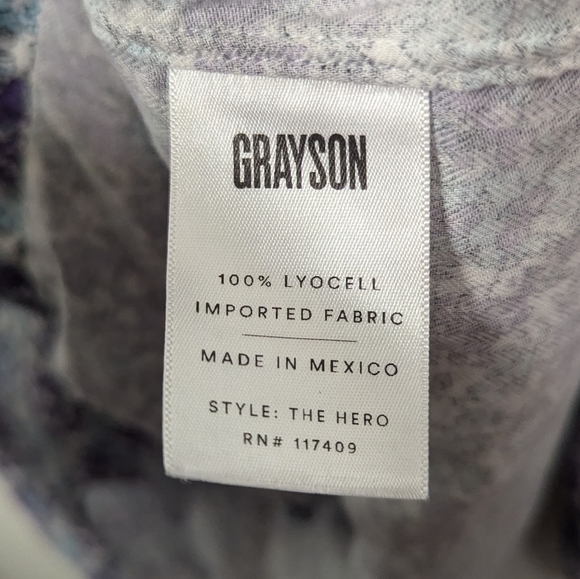 GRAYSON
100% LYOCELL
IMPORTED FABRIC
MADE IN MEXICO
STYLE: THE HERO
RN# 117409